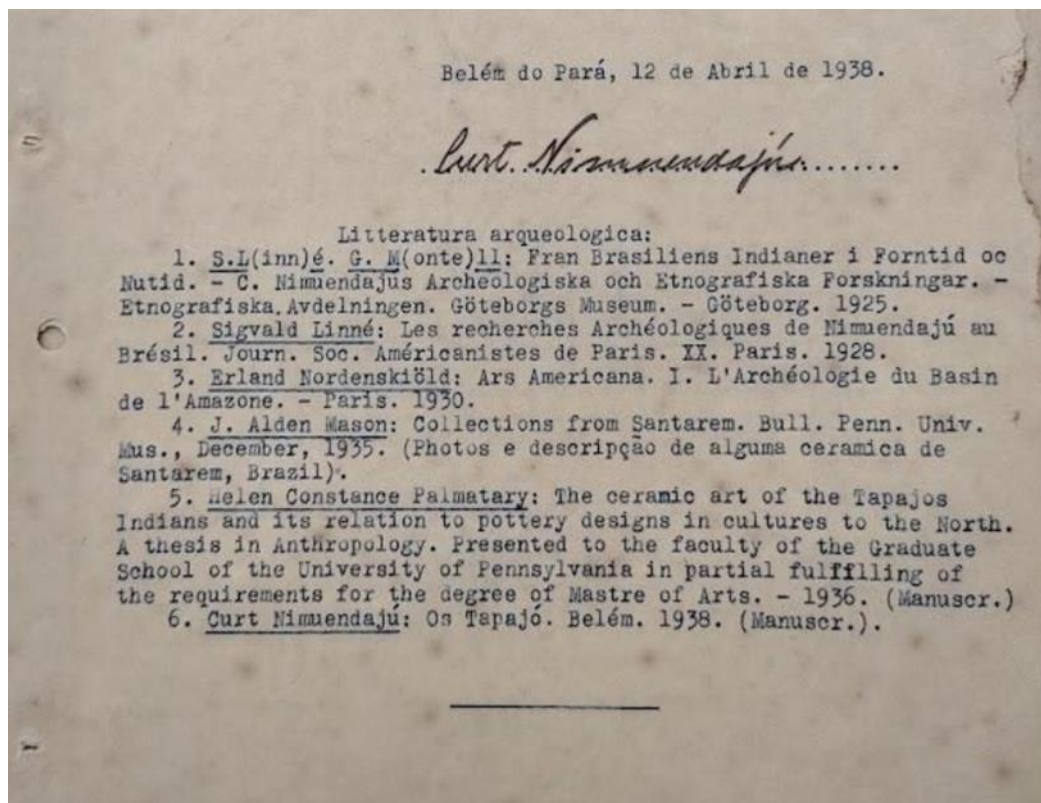 Belém do Pará, 12 de Abril de 1938.
Curt Nimuendajú
Litteratura arqueologica:
1. S.L(inn)é. G. M(onte)ll: Fran Brasiliens Indianer i Forntid oc
Nutid. - C. Nimuendajus Archeologiska och Etnografiska Forskningar. -
Etnografiska Avdelningen. Göteborgs Museum. - Göteborg. 1925.
2. Sigvald Linné: Les recherches Archéologiques de Nimuendajú au
Brésil. Journ. Soc. Américanistes de Paris. XX. Paris. 1928.
3. Erland Nordenskiöld: Ars Americana. I. L'Archéologie du Basin
de l'Amazone. - Paris. 1930.
4. J. Alden Mason: Collections from Santarem. Bull. Penn. Univ.
Mus., December, 1935. (Photos e descripção de alguma ceramica de
Santarem, Brazil).
5. Helen Constance Palmatary: The ceramic art of the Tapajos
Indians and its relation to pottery designs in cultures to the North.
A thesis in Anthropology. Presented to the faculty of the Graduate
School of the University of Pennsylvania in partial fulfilling of
the requirements for the degree of Mastre of Arts. - 1936. (Manuscr.)
6. Curt Nimuendajú: Os Tapajó. Belém. 1938. (Manuscr.).